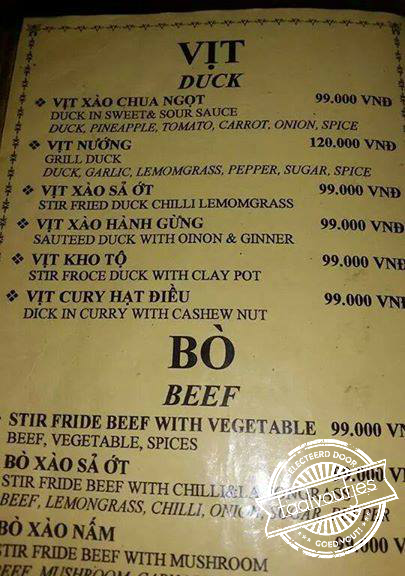 VỊT
DUCK
❖ VỊT XÀO CHUA NGỌT 99.000 VNĐ
DUCK IN SWEET& SOUR SAUCE
DUCK, PINEAPPLE, TOMATO, CARROT, ONION, SPICE
❖ VỊT NƯỚNG 120.000 VNĐ
GRILL DUCK
DUCK, GARLIC, LEMOMGRASS, PEPPER, SUGAR, SPICE
❖ VỊT XÀO SẢ ỚT 99.000 VNĐ
STIR FRIED DUCK CHILLI LEMOMGRASS
❖ VỊT XÀO HÀNH GỪNG 99.000 VNĐ
SAUTEED DUCK WITH OINON & GINNER
❖ VỊT KHO TỘ 99.000 VNĐ
STIR FROCE DUCK WITH CLAY POT
❖ VỊT CURY HẠT ĐIỀU 99.000 VNĐ
DICK IN CURRY WITH CASHEW NUT
BÒ
BEEF
STIR FRIDE BEEF WITH VEGETABLE 99.000 VN
BEEF, VEGETABLE, SPICES
BÒ XÀO SẢ ỚT
STIR FRIDE BEEF WITH CHILLI&
BEEF, LEMONGRASS, CHILLI, ONION,
BÒ XÀO NẤM
STIR FRIDE BEEF WITH MUSHROOM
BEEF, MUSHROOM,
SELECTEERD DOOR
GOEDVOUT!